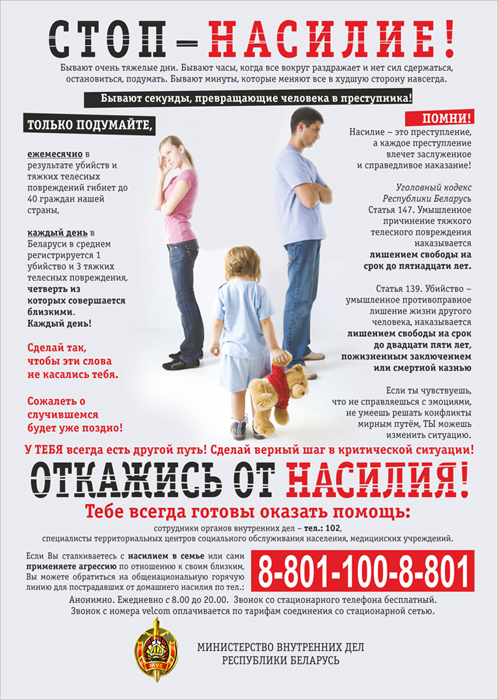 СТОП – НАСИЛИЕ!
Бывают очень тяжелые дни. Бывают часы, когда все вокруг раздражает и нет сил сдержаться,
остановиться, подумать. Бывают минуты, которые меняют все в худшую сторону навсегда.
Бывают секунды, превращающие человека в преступника!
ТОЛЬКО ПОДУМАЙТЕ,
ежемесячно в
результате убийств и
тяжких телесных
повреждений гибнет до
40 граждан нашей
страны,
каждый день в
Беларуси в среднем
регистрируется 1
убийство и 3 тяжких
телесных повреждения,
четверть из
которых совершается
близкими.
Каждый день!
Сделай так,
чтобы эти слова
не касались тебя.
Сожалеть о
случившемся
будет уже поздно!
ПОМНИ!
Насилие – это преступление,
а каждое преступление
влечет заслуженное
и справедливое наказание!
Уголовный кодекс
Республики Беларусь
Статья 147. Умышленное
причинение тяжкого
телесного повреждения
наказывается
лишением свободы на
срок до пятнадцати лет.
Статья 139. Убийство –
умышленное противоправное
лишение жизни другого
человека, наказывается
лишением свободы на срок
до двадцати пяти лет,
пожизненным заключением
или смертной казнью
Если ты чувствуешь,
что не справляешься с эмоциями,
не умеешь решать конфликты
мирным путём, ТЫ можешь
изменить ситуацию.
У ТЕБЯ всегда есть другой путь! Сделай верный шаг в критической ситуации!
ОТКАЖИСЬ ОТ НАСИЛИЯ!
Тебе всегда готовы оказать помощь:
сотрудники органов внутренних дел – тел.: 102,
специалисты территориальных центров социального обслуживания населения, медицинских учреждений.
Если Вы сталкиваетесь с насилием в семье или сами
применяете агрессию по отношению к своим близким,
Вы можете обратиться на общенациональную горячую
линию для пострадавших от домашнего насилия по тел.:
8-801-100-8-801
Анонимно. Ежедневно с 8.00 до 20.00. Звонок со стационарного телефона бесплатный.
Звонок с номера velcom оплачивается по тарифам соединения со стационарной сетью.
МУС
МИНИСТЕРСТВО ВНУТРЕННИХ ДЕЛ
РЕСПУБЛИКИ БЕЛАРУСЬ